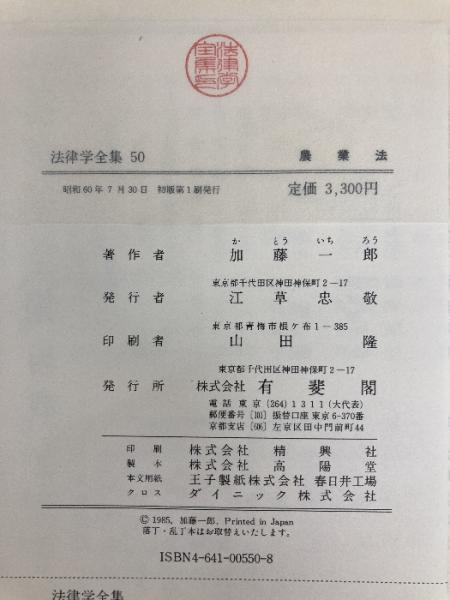 法律学全集
法律学全集 50 農業法
昭和60年7月30日 初版第1刷発行 定価 3,300円
か とう いち ろう
著作者 加藤一郎
東京都千代田区神田神保町2-17
発行者 江草忠敬
東京都青梅市根ケ布1-385
印刷者 山田隆
東京都千代田区神田神保町2-17
発行所 株式会社 有斐閣
電話 東京 (264) 1311 (大代表)
郵便番号 [101] 振替口座 東京 6-370番
京都支店 [606] 左京区田中門前町44
印刷 株式会社 精興社
製本 株式会社 高陽堂
本文用紙 王子製紙株式会社 春日井工場
クロス ダイニック株式会社
© 1985, 加藤一郎. Printed in Japan
落丁・乱丁本はお取替えいたします。
ISBN4-641-00550-8
法律学全集